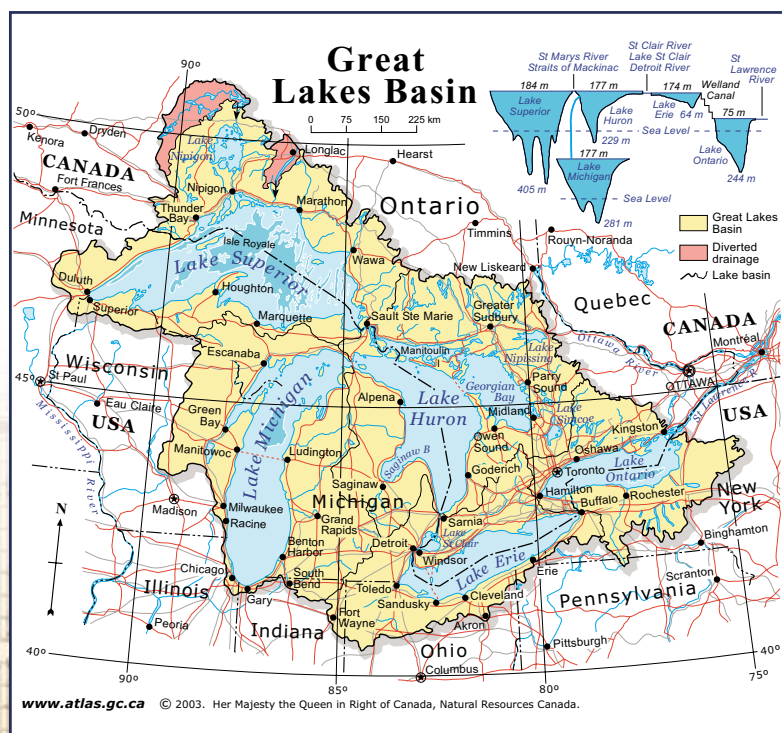 Great
Lakes Basin
0 75 150 225 km
90°
50°
St Marys River
Straits of Mackinac
St Clair River
Lake St Clair
Detroit River
St
Lawrence
River
Welland
Canal
184 m
177 m
174 m
75 m
Lake
Superior
Lake
Huron
Lake
Erie
64 m
229 m
Sea Level
Lake
Ontario
405 m
177 m
Lake
Michigan
244 m
Sea Level
281 m
Great Lakes
Basin
Diverted
drainage
Lake basin
Kenora
Dryden
CANADA
Fort Frances
Lake
Nipigon
Longlac
Hearst
Nipigon
Thunder
Bay
Marathon
Ontario
Timmins
Rouyn-Noranda
Minnesota
Isle Royale
Lake Superior
Wawa
New Liskeard
Quebec
Duluth
Superior
Houghton
Marquette
Sault Ste Marie
Greater
Sudbury
CANADA
Montréal
Ottawa River
OTTAWA
St Lawrence R
Wisconsin
Escanaba
Manitoulin
Lake
Nipissing
Parry
Sound
Georgian
Bay
45°
St Paul
Eau Claire
USA
Mississippi River
Green
Bay
Manitowoc
Lake Michigan
Ludington
Alpena
Lake
Huron
Midland
Lake
Simcoe
Owen
Sound
Kingston
USA
Oshawa
Toronto
Lake
Ontario
Saginaw B
Saginaw
Goderich
Hamilton
Buffalo
Rochester
New
York
N
Madison
Milwaukee
Racine
Michigan
Grand
Rapids
Sarnia
Lake
St Clair
Detroit
Windsor
Lake Erie
Erie
Binghamton
Scranton
Benton
Harbor
Chicago
Gary
South
Bend
Toledo
Sandusky
Cleveland
Akron
Pennsylvania
Illinois
Peoria
Indiana
Fort
Wayne
Ohio
Columbus
Pittsburgh
40°
90°
85°
80°
75°
www.atlas.gc.ca © 2003. Her Majesty the Queen in Right of Canada, Natural Resources Canada.